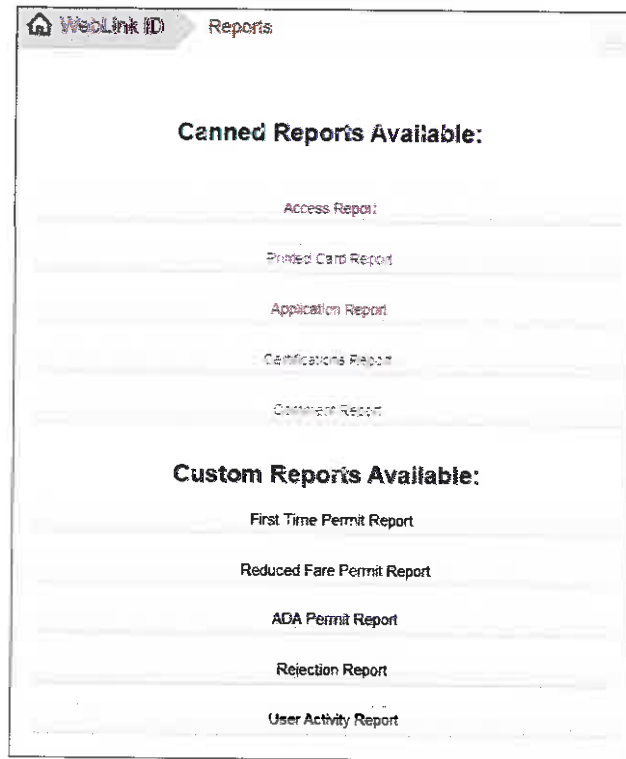 WebLink ID Reports
Canned Reports Available:
Access Report
Printed Card Report
Application Report
Certifications Report
Comment Report
Custom Reports Available:
First Time Permit Report
Reduced Fare Permit Report
ADA Permit Report
Rejection Report
User Activity Report